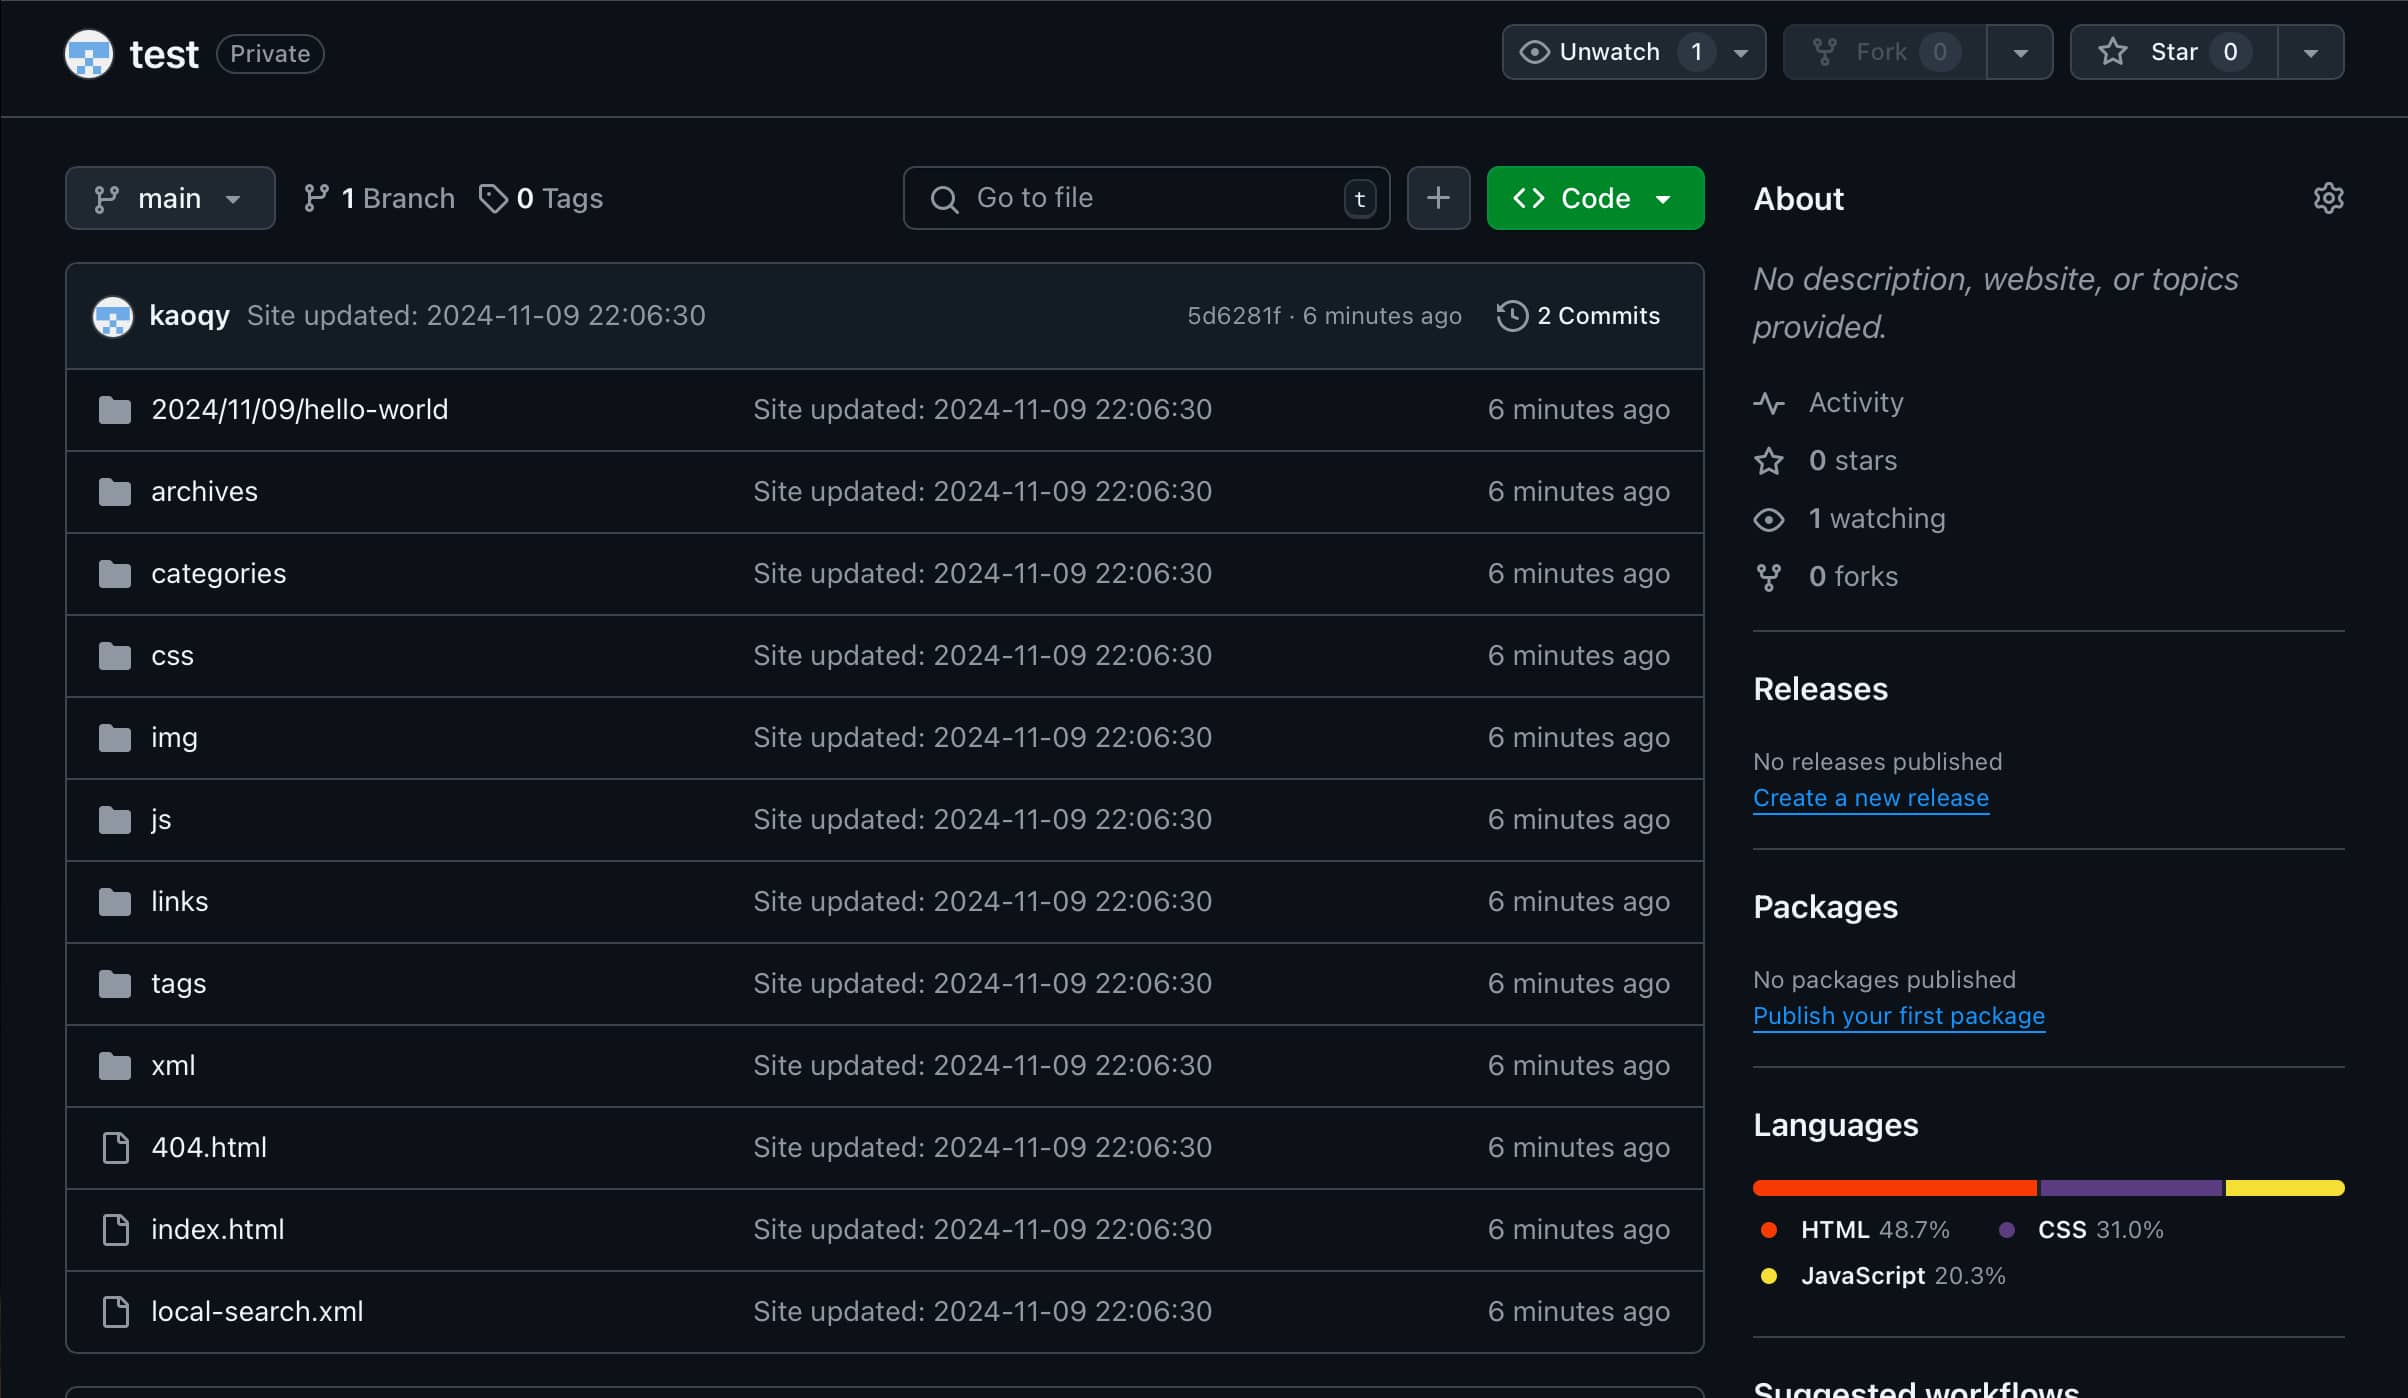 test Private Unwatch 1 Fork 0 Star 0
main 1 Branch 0 Tags Go to file t Code
kaoqy Site updated: 2024-11-09 22:06:30 5d6281f · 6 minutes ago 2 Commits
2024/11/09/hello-world Site updated: 2024-11-09 22:06:30 6 minutes ago
archives Site updated: 2024-11-09 22:06:30 6 minutes ago
categories Site updated: 2024-11-09 22:06:30 6 minutes ago
css Site updated: 2024-11-09 22:06:30 6 minutes ago
img Site updated: 2024-11-09 22:06:30 6 minutes ago
js Site updated: 2024-11-09 22:06:30 6 minutes ago
links Site updated: 2024-11-09 22:06:30 6 minutes ago
tags Site updated: 2024-11-09 22:06:30 6 minutes ago
xml Site updated: 2024-11-09 22:06:30 6 minutes ago
404.html Site updated: 2024-11-09 22:06:30 6 minutes ago
index.html Site updated: 2024-11-09 22:06:30 6 minutes ago
local-search.xml Site updated: 2024-11-09 22:06:30 6 minutes ago
About
No description, website, or topics
provided.
Activity
0 stars
1 watching
0 forks
Releases
No releases published
Create a new release
Packages
No packages published
Publish your first package
Languages
HTML 48.7% CSS 31.0%
JavaScript 20.3%
Suggested workflows